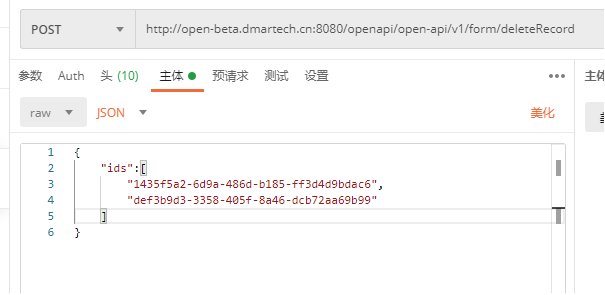 POST http://open-beta.dmartech.cn:8080/openapi/open-api/v1/form/deleteRecord
参数 Auth 头 (10) 主体 预请求 测试 设置 主体
raw JSON 美化
1 {
2 "ids":[
3 "1435f5a2-6d9a-486d-b185-ff3d4d9bdac6",
4 "def3b9d3-3358-405f-8a46-dcb72aa69b99"
5 ]
6 }